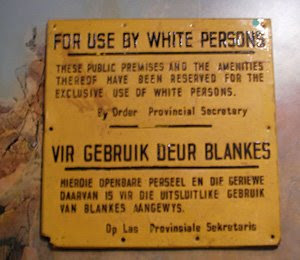 FOR USE BY WHITE PERSONS
THESE PUBLIC PREMISES AND THE AMENITIES
THEREOF HAVE BEEN RESERVED FOR THE
EXCLUSIVE USE OF WHITE PERSONS.
By Order Provincial Secretary
VIR GEBRUIK DEUR BLANKES
HIERDIE OPENBARE PERSEEL EN DIE GERIEWE
DAARVAN IS VIR DIE UITSLUITLIKE GEBRUIK
VAN BLANKES AANGEWYS.
Op Las Provinsiale Sekretaris